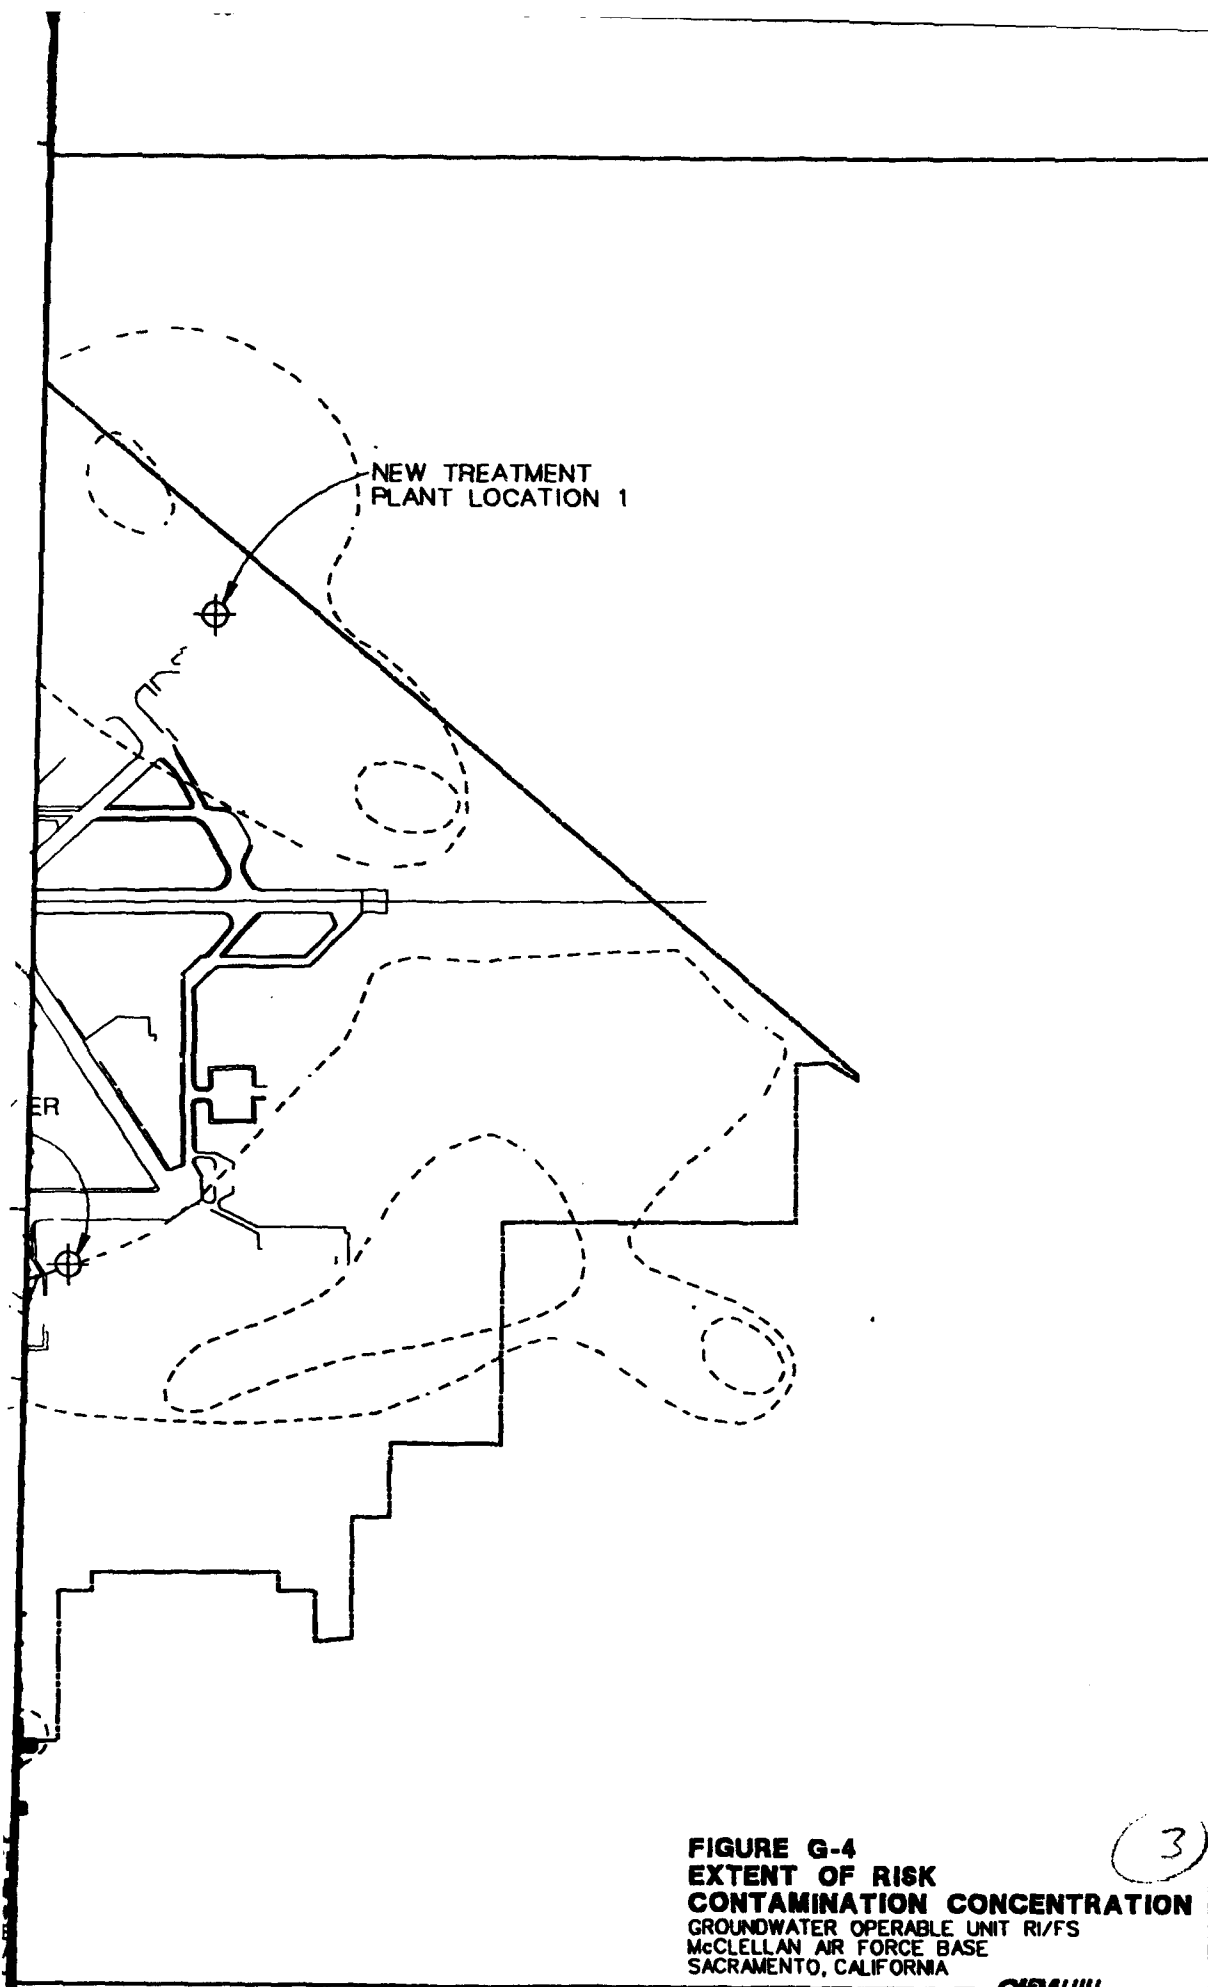 NEW TREATMENT
PLANT LOCATION 1
ER
FIGURE G-4
EXTENT OF RISK
CONTAMINATION CONCENTRATION
GROUNDWATER OPERABLE UNIT RI/FS
McCLELLAN AIR FORCE BASE
SACRAMENTO, CALIFORNIA
3